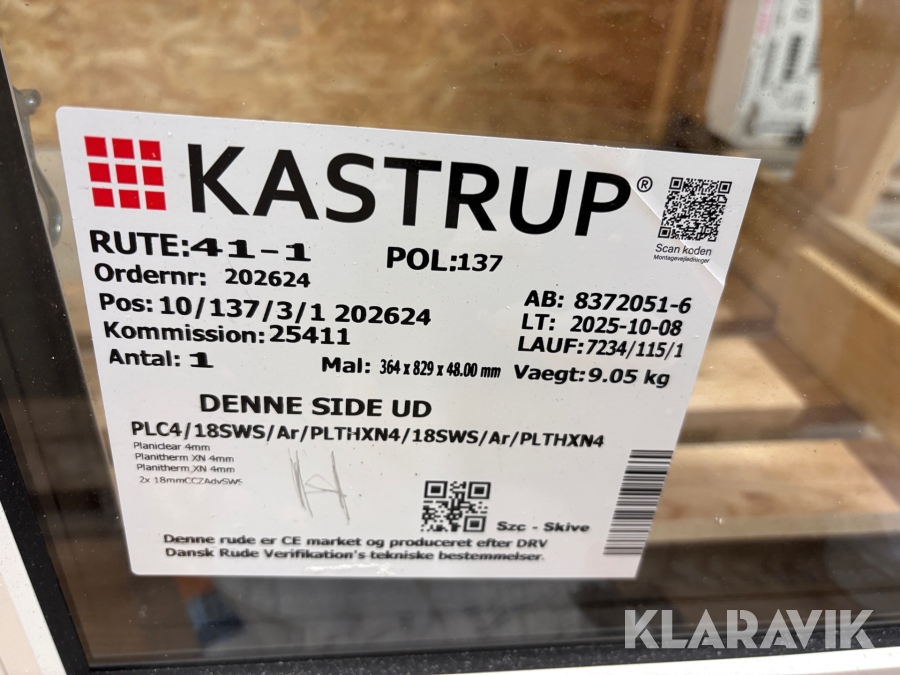 KASTRUP®
Scan koden
Montagevejledninger
RUTE:41-1
POL:137
Ordernr: 202624
AB: 8372051-6
Pos: 10/137/3/1 202624
LT: 2025-10-08
Kommission:25411
LAUF:7234/115/1
Antal: 1
Mal: 364 x 829 x 48.00 mm
Vaegt:9.05 kg
DENNE SIDE UD
PLC4/18SWS/Ar/PLTHXN4/18SWS/Ar/PLTHXN4
Planiclear 4mm
Planitherm XN 4mm
Planitherm XN 4mm
2x 18mmCCZAdvSWS
Szc - Skive
Denne rude er CE market og produceret efter DRV
Dansk Rude Verifikation's tekniske bestemmelser.
KLARAVIK